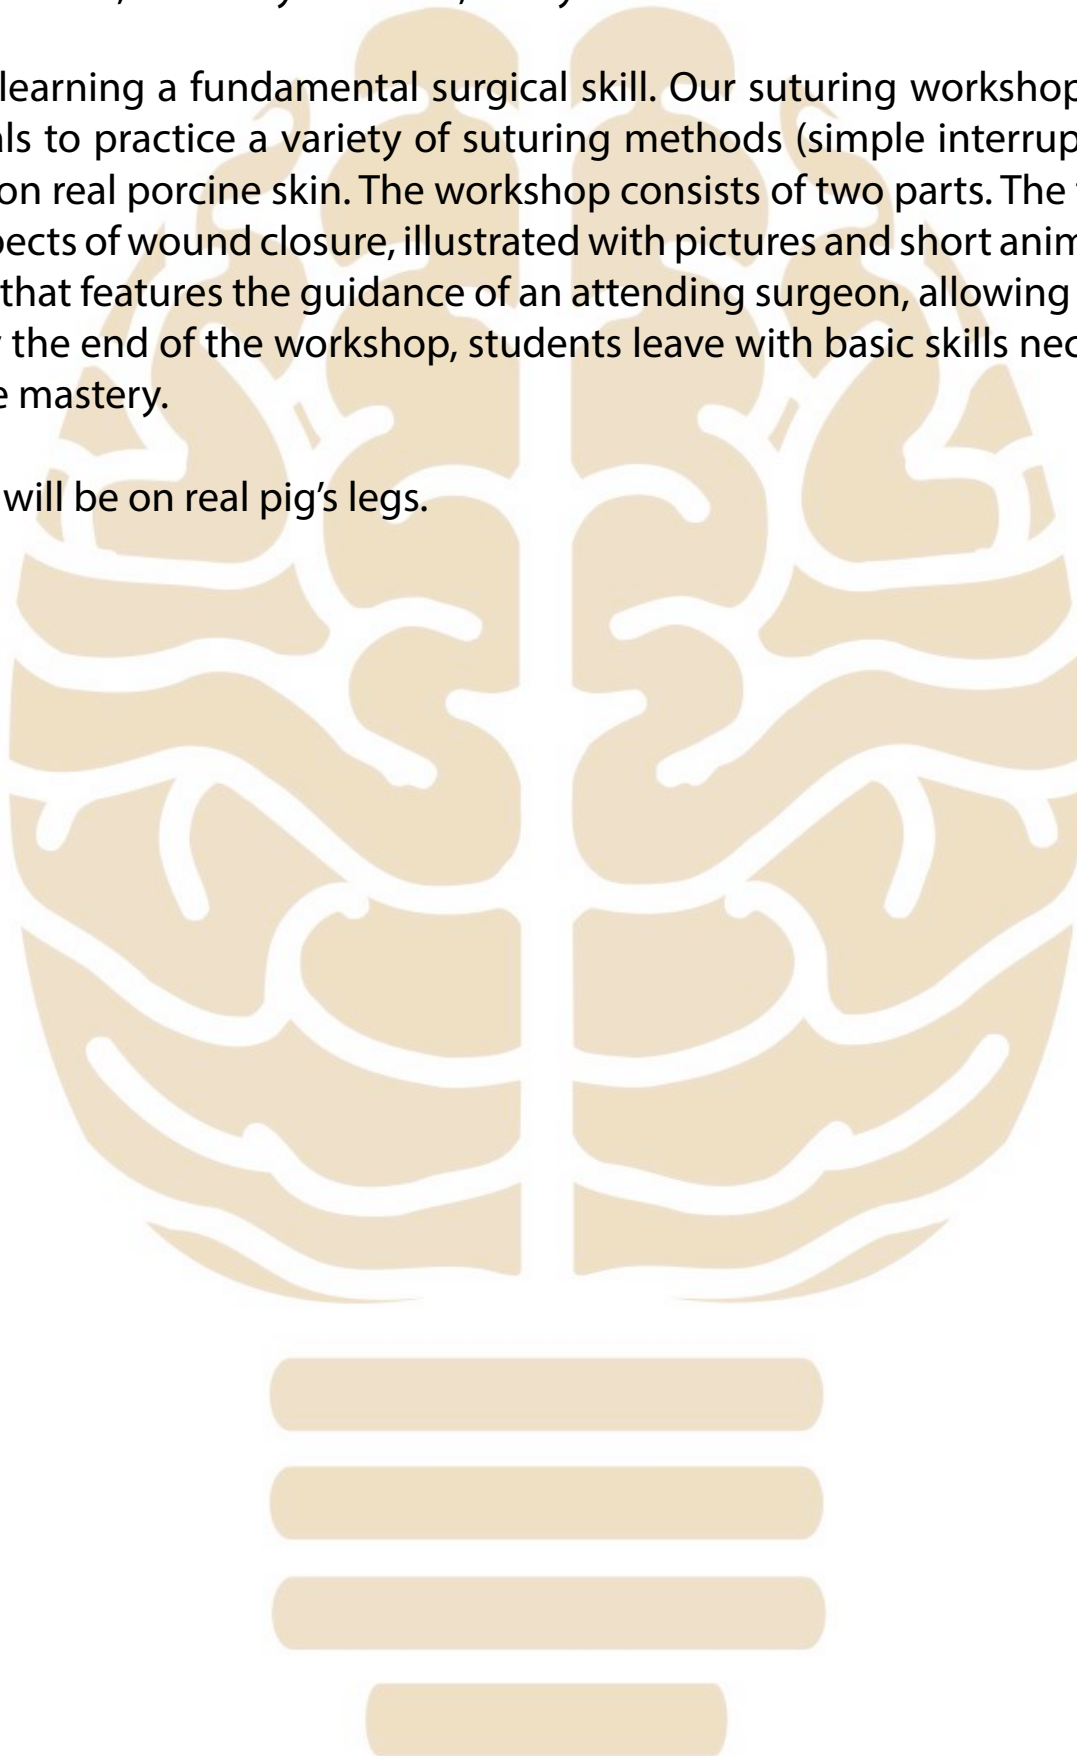 learning a fundamental surgical skill. Our suturing workshop
ls to practice a variety of suturing methods (simple interrup
on real porcine skin. The workshop consists of two parts. The
pects of wound closure, illustrated with pictures and short anim
that features the guidance of an attending surgeon, allowing
the end of the workshop, students leave with basic skills nec
e mastery.
will be on real pig’s legs.